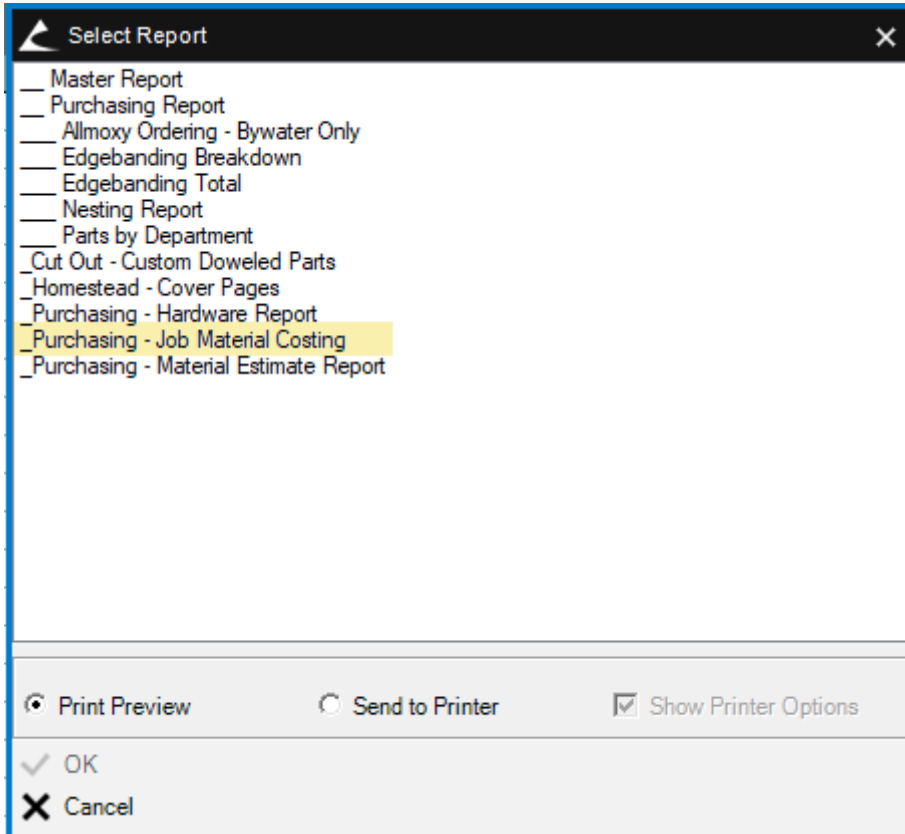 Select Report
__ Master Report
__ Purchasing Report
___ Allmoxy Ordering - Bywater Only
___ Edgebanding Breakdown
___ Edgebanding Total
___ Nesting Report
___ Parts by Department
_Cut Out - Custom Doweled Parts
_Homestead - Cover Pages
_Purchasing - Hardware Report
_Purchasing - Job Material Costing
_Purchasing - Material Estimate Report
Print Preview Send to Printer Show Printer Options
OK
Cancel